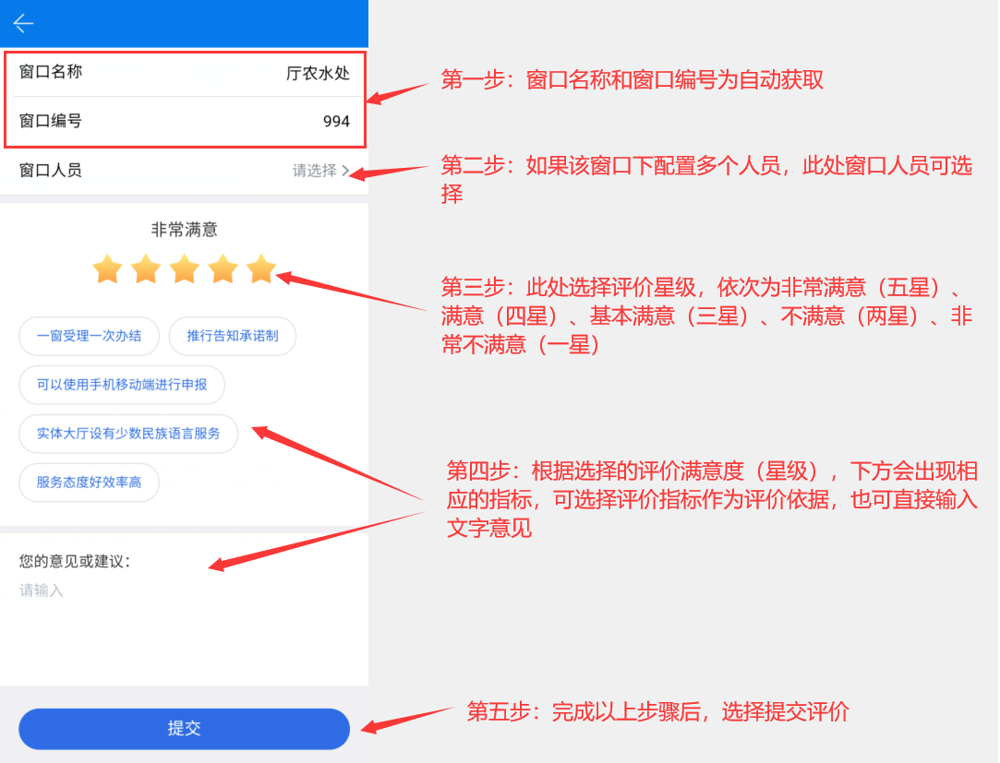 窗口名称 厅农水处
第一步：窗口名称和窗口编号为自动获取
窗口编号 994
窗口人员 请选择
第二步：如果该窗口下配置多个人员，此处窗口人员可选
择
非常满意
第三步：此处选择评价星级，依次为非常满意（五星）、
满意（四星）、基本满意（三星）、不满意（两星）、非
常不满意（一星）
一窗受理一次办结 推行告知承诺制
可以使用手机移动端进行申报
实体大厅设有少数民族语言服务
服务态度好效率高
第四步：根据选择的评价满意度（星级），下方会出现相
应的指标，可选择评价指标作为评价依据，也可直接输入
文字意见
您的意见或建议：
请输入
提交
第五步：完成以上步骤后，选择提交评价